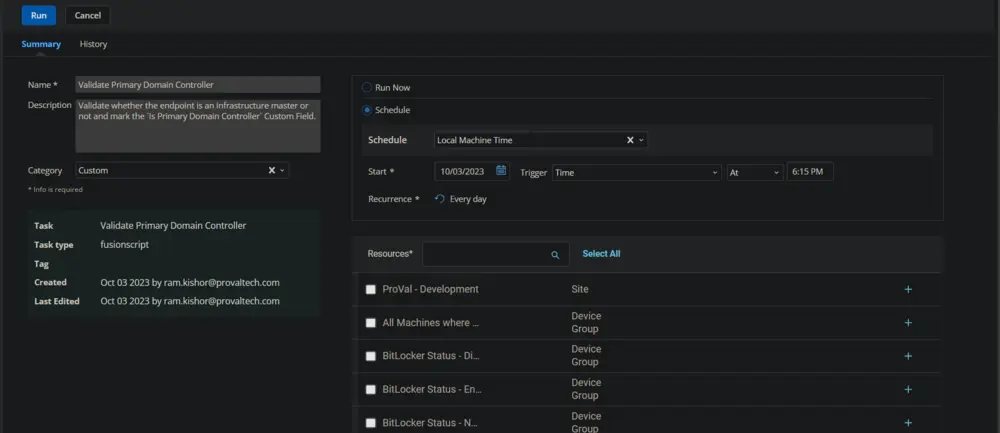 Run Cancel
Summary History
Name * Validate Primary Domain Controller
Description Validate whether the endpoint is an infrastructure master or
not and mark the `Is Primary Domain Controller` Custom Field.
Category Custom
* Info is required
Task Validate Primary Domain Controller
Task type fusionscript
Tag
Created Oct 03 2023 by ram.kishor@provaltech.com
Last Edited Oct 03 2023 by ram.kishor@provaltech.com
Run Now
Schedule
Schedule Local Machine Time
Start * 10/03/2023 Trigger Time At 6:15 PM
Recurrence * Every day
Resources* Select All
ProVal - Development Site
All Machines where ... Device
Group
BitLocker Status - Di... Device
Group
BitLocker Status - En... Device
Group
BitLocker Status - N... Device
Group